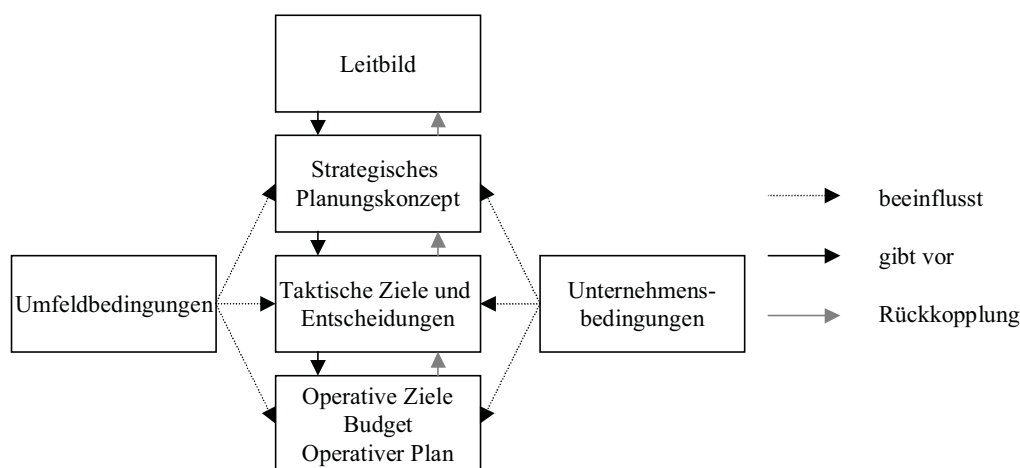 Leitbild
Strategisches
Planungskonzept
Umfeldbedingungen
Taktische Ziele und
Entscheidungen
Unternehmens-
bedingungen
Operative Ziele
Budget
Operativer Plan
beeinflusst
gibt vor
Rückkopplung